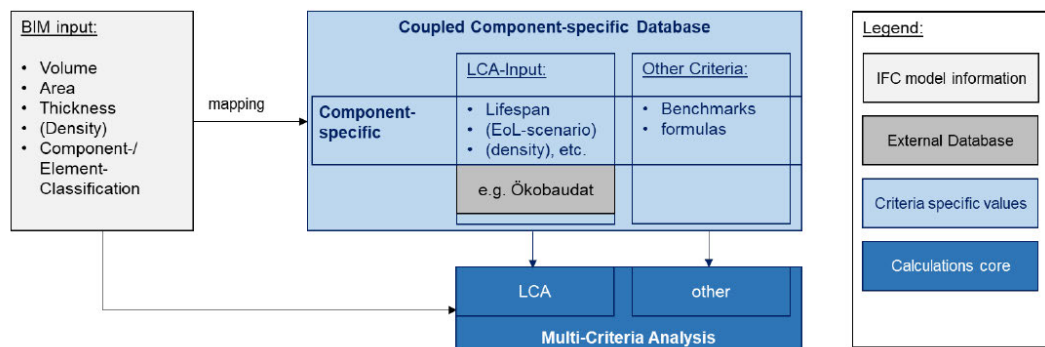 BIM input:
• Volume
• Area
• Thickness
• (Density)
• Component-/
Element-
Classification
mapping
Coupled Component-specific Database
LCA-Input:
Other Criteria:
Component-
specific
• Lifespan
• (EoL-scenario)
• (density), etc.
• Benchmarks
• formulas
e.g. Ökobaudat
LCA
other
Multi-Criteria Analysis
Legend:
IFC model information
External Database
Criteria specific values
Calculations core